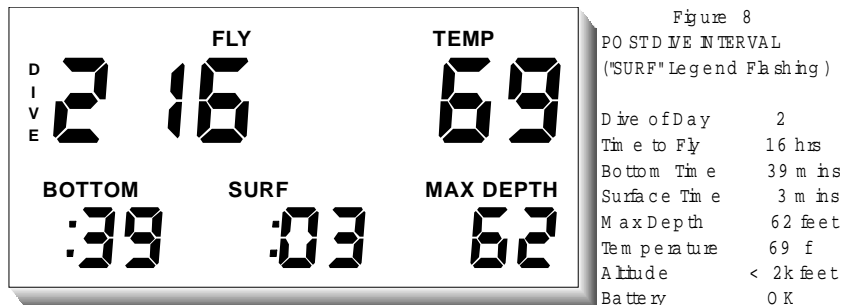 FLY TEMP
DIVE 2 16 69
BOTTOM SURF MAX DEPTH
:39 :03 62
Figure 8
POSTDIVE INTERVAL
("SURF" Legend Flashing)
Dive of Day 2
Time to Fly 16 hrs
Bottom Time 39 mins
Surface Time 3 mins
Max Depth 62 feet
Temperature 69 f
Altitude < 2k feet
Battery OK